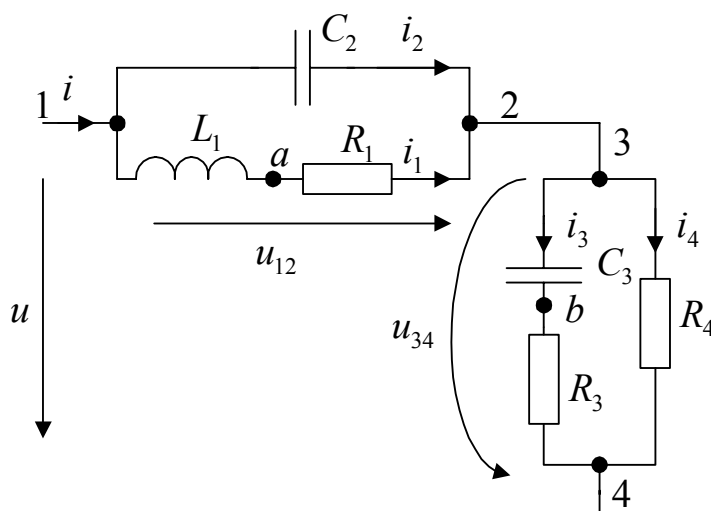 C₂ i₂
1 i
2
L₁ a R₁ i₁
3
u₁₂
i₃ i₄
C₃
u
u₃₄
b
R₄
R₃
4